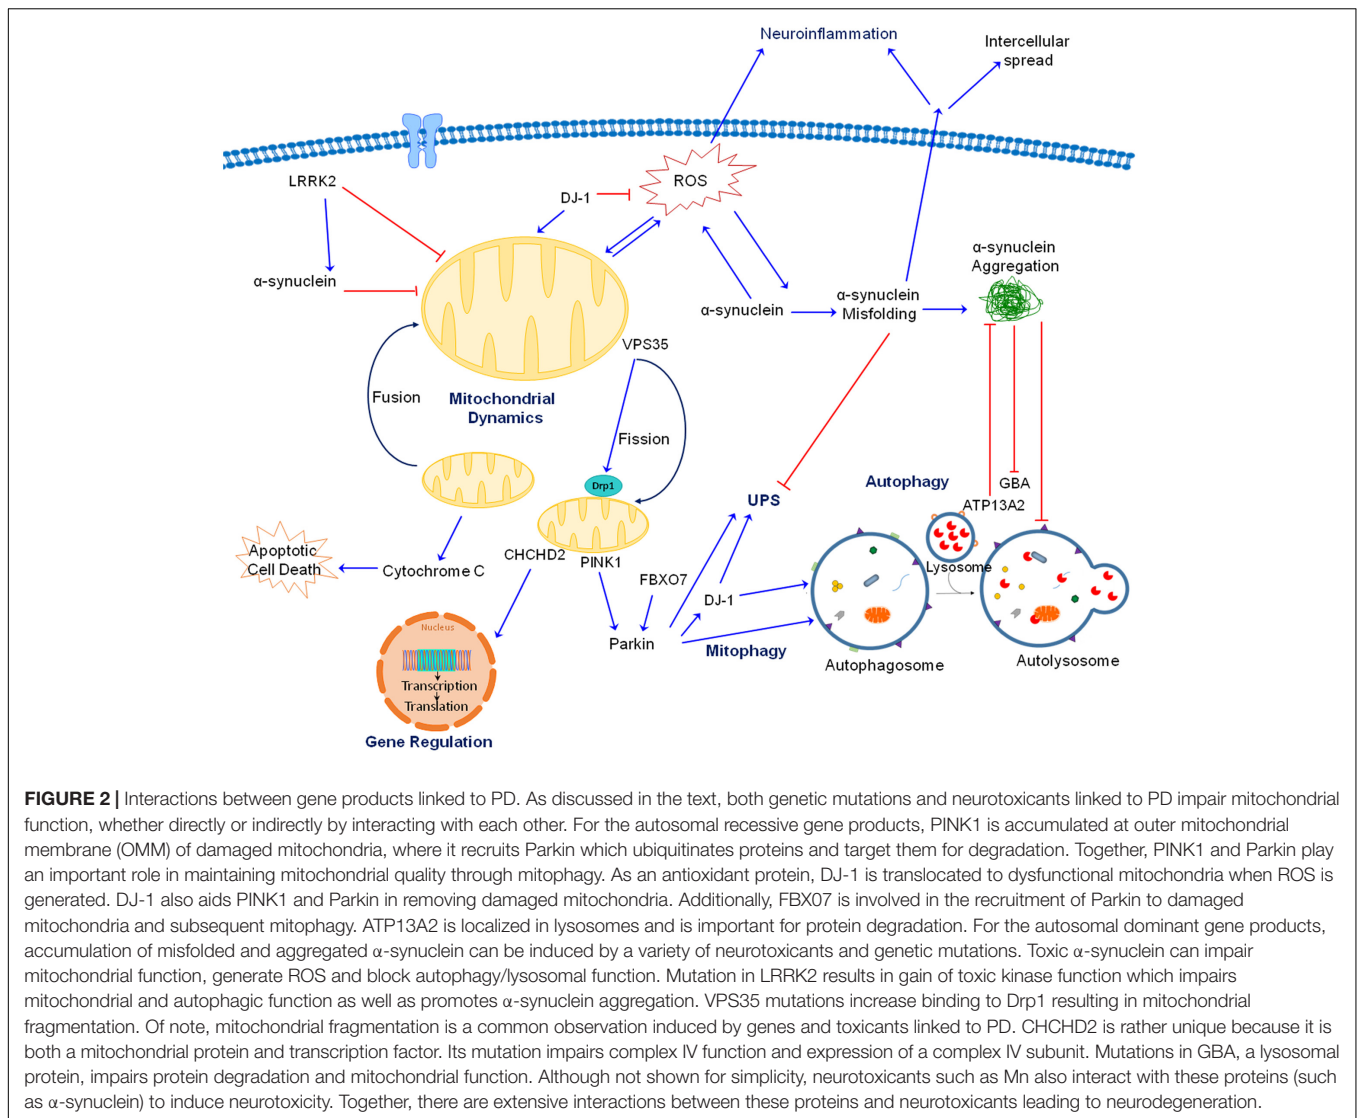 Neuroinflammation
Intercellular
spread
LRRK2
DJ-1
ROS
α-synuclein
α-synuclein
Aggregation
α-synuclein
α-synuclein
Misfolding
VPS35
Fusion
Mitochondrial
Dynamics
Fission
Drp1
UPS
Autophagy
GBA
ATP13A2
Apoptotic
Cell Death
Cytochrome C
CHCHD2
PINK1
FBXO7
DJ-1
Lysosome
Parkin
Mitophagy
Autophagosome
Autolysosome
Nucleus
Transcription
Translation
Gene Regulation
FIGURE 2 | Interactions between gene products linked to PD. As discussed in the text, both genetic mutations and neurotoxicants linked to PD impair mitochondrial
function, whether directly or indirectly by interacting with each other. For the autosomal recessive gene products, PINK1 is accumulated at outer mitochondrial
membrane (OMM) of damaged mitochondria, where it recruits Parkin which ubiquitinates proteins and target them for degradation. Together, PINK1 and Parkin play
an important role in maintaining mitochondrial quality through mitophagy. As an antioxidant protein, DJ-1 is translocated to dysfunctional mitochondria when ROS is
generated. DJ-1 also aids PINK1 and Parkin in removing damaged mitochondria. Additionally, FBX07 is involved in the recruitment of Parkin to damaged
mitochondria and subsequent mitophagy. ATP13A2 is localized in lysosomes and is important for protein degradation. For the autosomal dominant gene products,
accumulation of misfolded and aggregated α-synuclein can be induced by a variety of neurotoxicants and genetic mutations. Toxic α-synuclein can impair
mitochondrial function, generate ROS and block autophagy/lysosomal function. Mutation in LRRK2 results in gain of toxic kinase function which impairs
mitochondrial and autophagic function as well as promotes α-synuclein aggregation. VPS35 mutations increase binding to Drp1 resulting in mitochondrial
fragmentation. Of note, mitochondrial fragmentation is a common observation induced by genes and toxicants linked to PD. CHCHD2 is rather unique because it is
both a mitochondrial protein and transcription factor. Its mutation impairs complex IV function and expression of a complex IV subunit. Mutations in GBA, a lysosomal
protein, impairs protein degradation and mitochondrial function. Although not shown for simplicity, neurotoxicants such as Mn also interact with these proteins (such
as α-synuclein) to induce neurotoxicity. Together, there are extensive interactions between these proteins and neurotoxicants leading to neurodegeneration.